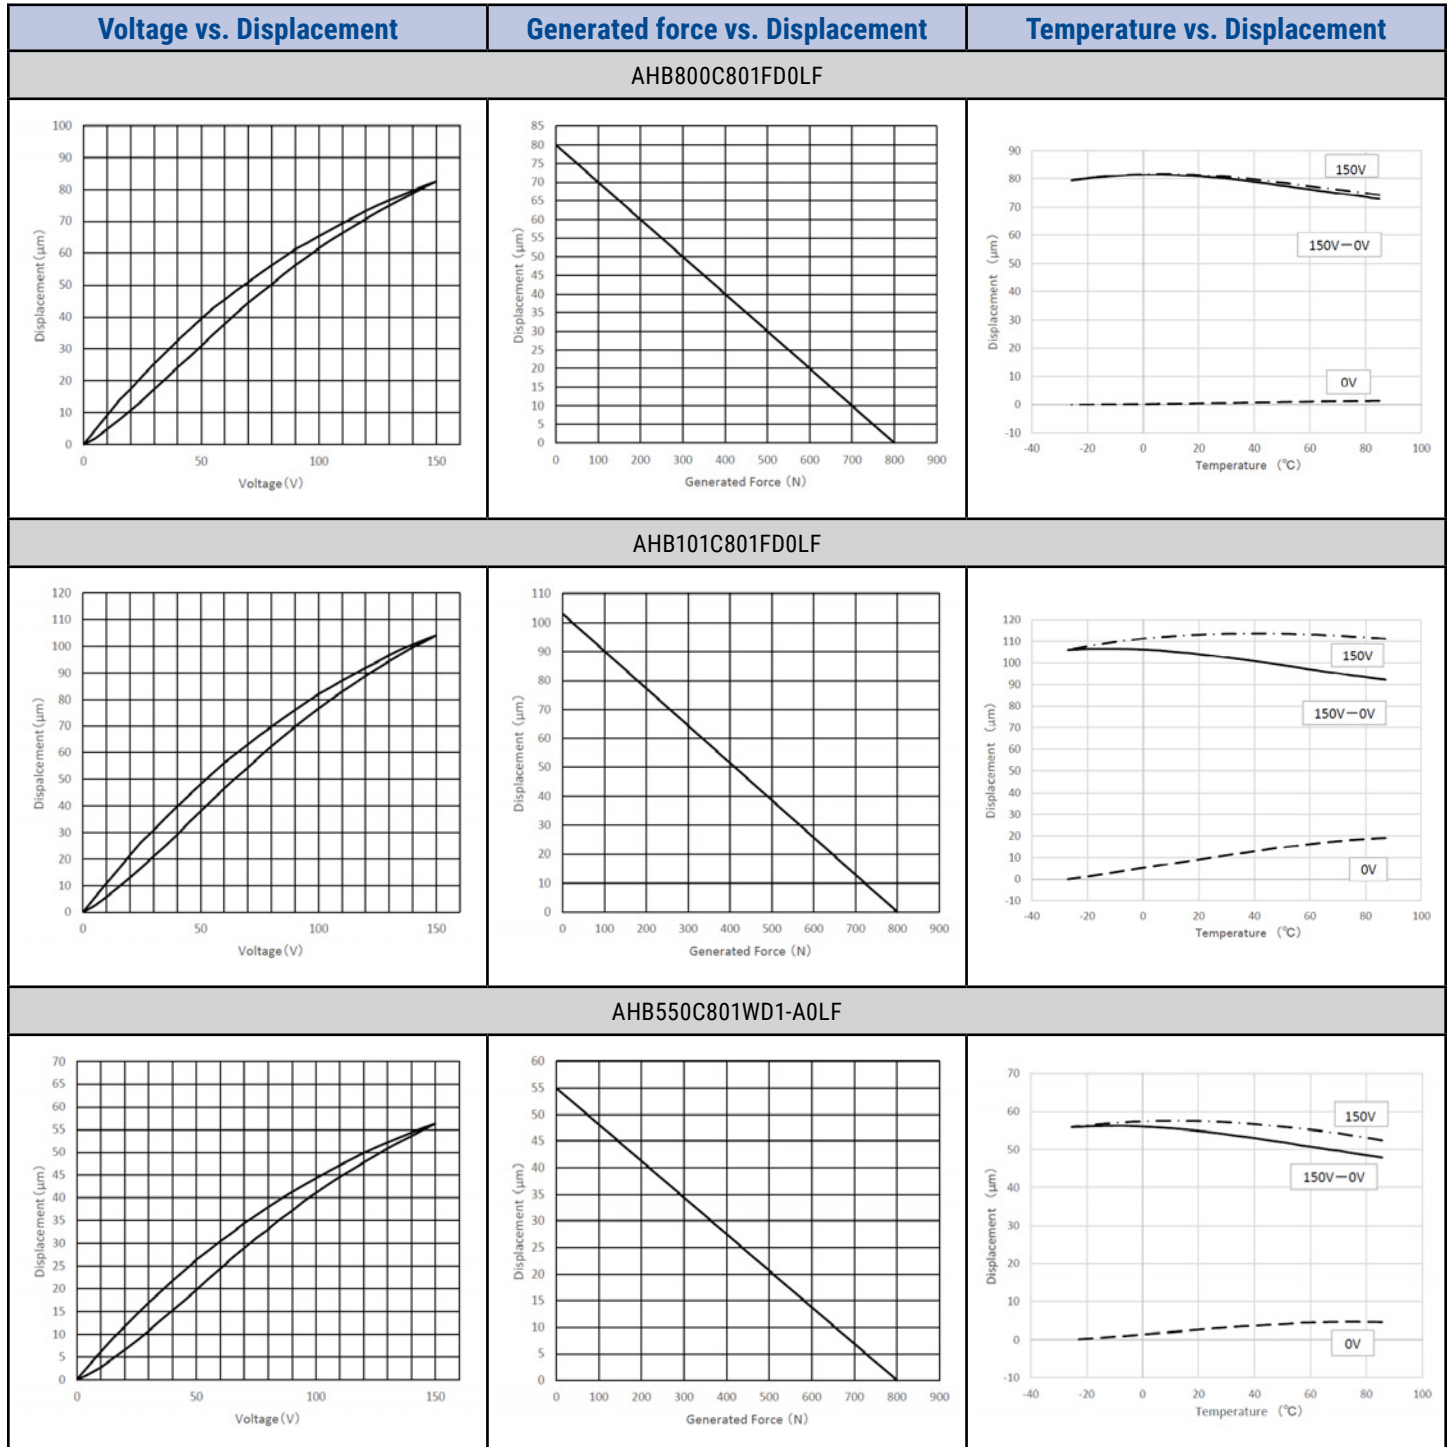 Voltage vs. Displacement
Generated force vs. Displacement
Temperature vs. Displacement
AHB800C801FD0LF
100
90
80
70
60
50
40
30
20
10
0
Displacement(μm)
0 50 100 150
Voltage(V)
85
80
75
70
65
60
55
50
45
40
35
30
25
20
15
10
5
0
Displacement (μm)
0 100 200 300 400 500 600 700 800 900
Generated Force (N)
90
80
70
60
50
40
30
20
10
0
-10
Displacement (μm)
150V
150V-0V
0V
-40 -20 0 20 40 60 80 100
Temperature (℃)
AHB101C801FD0LF
120
110
100
90
80
70
60
50
40
30
20
10
0
Dispalcement(μm)
0 50 100 150
Voltage(V)
110
100
90
80
70
60
50
40
30
20
10
0
Displacement (μm)
0 100 200 300 400 500 600 700 800 900
Generated Force (N)
120
110
100
90
80
70
60
50
40
30
20
10
0
-10
Displacement (μm)
150V
150V-0V
0V
-40 -20 0 20 40 60 80 100
Temperature (℃)
AHB550C801WD1-A0LF
70
65
60
55
50
45
40
35
30
25
20
15
10
5
0
Displacement(μm)
0 50 100 150
Voltage(V)
60
55
50
45
40
35
30
25
20
15
10
5
0
Displacement (μm)
0 100 200 300 400 500 600 700 800 900
Generated Force (N)
70
60
50
40
30
20
10
0
-10
Displacement (μm)
150V
150V-0V
0V
-40 -20 0 20 40 60 80 100
Temperature (℃)